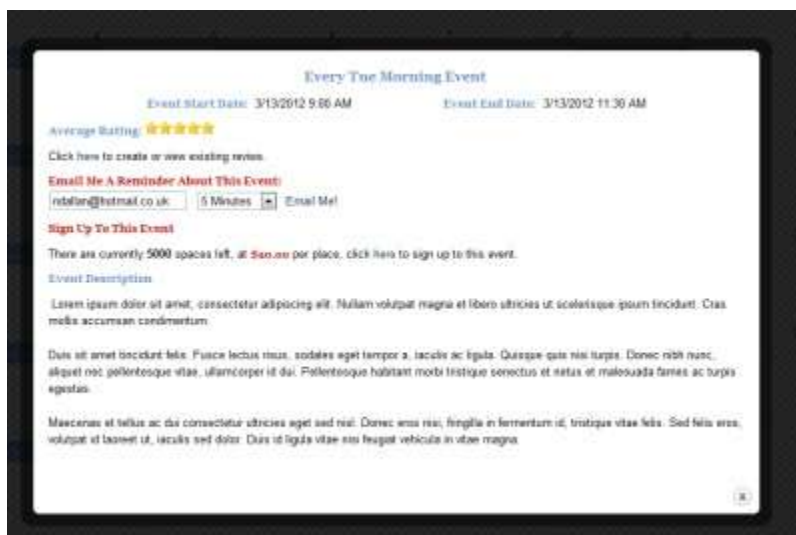 Every Tue Morning Event
Event Start Date: 3/13/2012 9:86 AM Event End Date: 3/13/2012 11:36 AM
Average Rating:
Click here to create or view existing review.
Email Me A Reminder About This Event:
ndallan@hotmail.co.uk 5 Minutes Email Me!
Sign Up To This Event
There are currently 5000 spaces left, at per place, click here to sign up to this event.
Event Description
Lorem ipsum dolor sit amet, consectetur adipiscing elit. Nullam volutpat magna et libero ultricies ut scelerisque ipsum tincidunt. Cras
mollis accumsan condimentum.
Duis sit amet tincidunt felis. Fusce lectus risus, sodales eget tempor a, iaculis ac ligula. Quisque quis nisi turpis. Donec nibh nunc,
aliquet nec pellentesque vitae, ullamcorper id dui. Pellentesque habitant morbi tristique senectus et netus et malesuada fames ac turpis
egestas.
Maecenas et tellus ac dui consectetur ultricies eget sed nisl. Donec eros nisi, fringilla in fermentum id, tristique vitae felis. Sed felis eros,
volutpat id laoreet ut, iaculis sed dolor. Duis id ligula vitae nisi feugiat vehicula in vitae magna.
x